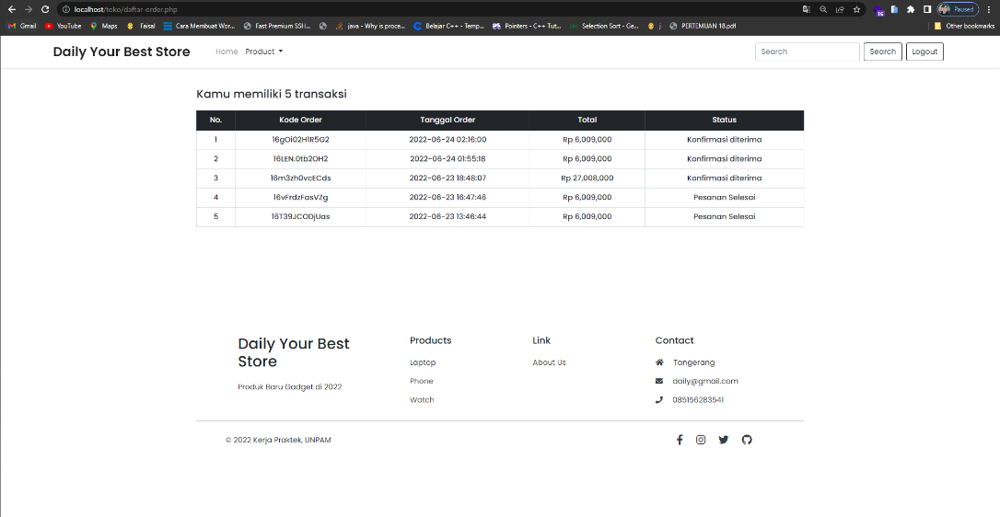 localhost/toko/daftar-order.php
16
Paused
Gmail YouTube Maps Faisal Cara Membuat Wor... Fast Premium SSH... java - Why is proce... Belajar C++ - Temp... Pointers - C++ Tut... Selection Sort - Ge... j PERTEMUAN 18.pdf Other bookmarks
Daily Your Best Store Home Product Search Search Logout
Kamu memiliki 5 transaksi
No. Kode Order Tanggal Order Total Status
1 16gOi02H1R5G2 2022-06-24 02:16:00 Rp 6,009,000 Konfirmasi diterima
2 16LEN.0tb2OH2 2022-06-24 01:55:18 Rp 6,009,000 Konfirmasi diterima
3 16m3zh0vcECds 2022-06-23 18:48:07 Rp 27,008,000 Konfirmasi diterima
4 16vFrdzFasVZg 2022-06-23 16:47:46 Rp 6,009,000 Pesanan Selesai
5 16T39JCODjUas 2022-06-23 13:46:44 Rp 6,009,000 Pesanan Selesai
Daily Your Best
Store
Produk Baru Gadget di 2022
Products
Laptop
Phone
Watch
Link
About Us
Contact
Tangerang
daily@gmail.com
085156283541
© 2022 Kerja Praktek, UNPAM